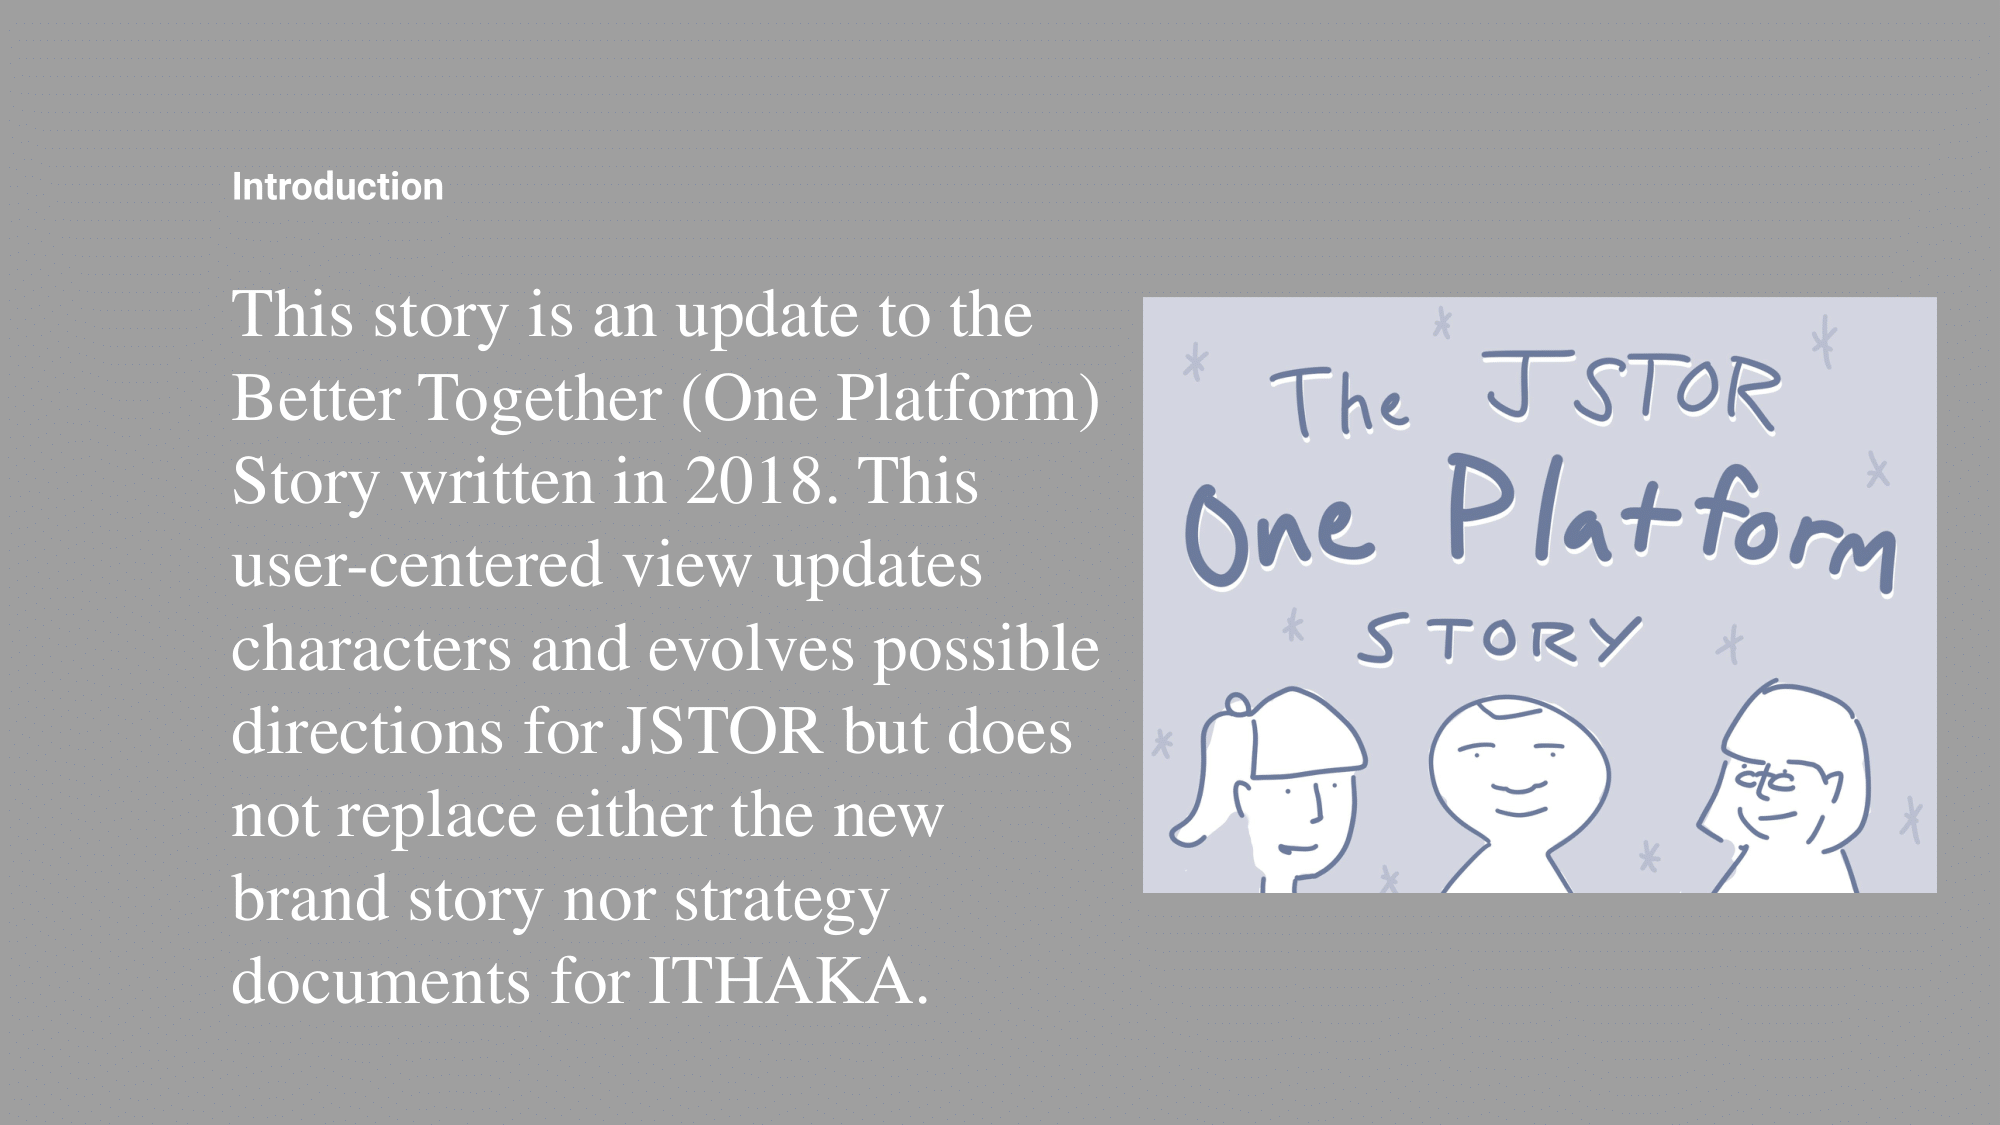 Introduction
This story is an update to the
Better Together (One Platform)
Story written in 2018. This
user-centered view updates
characters and evolves possible
directions for JSTOR but does
not replace either the new
brand story nor strategy
documents for ITHAKA.
The JSTOR
One Platform
STORY